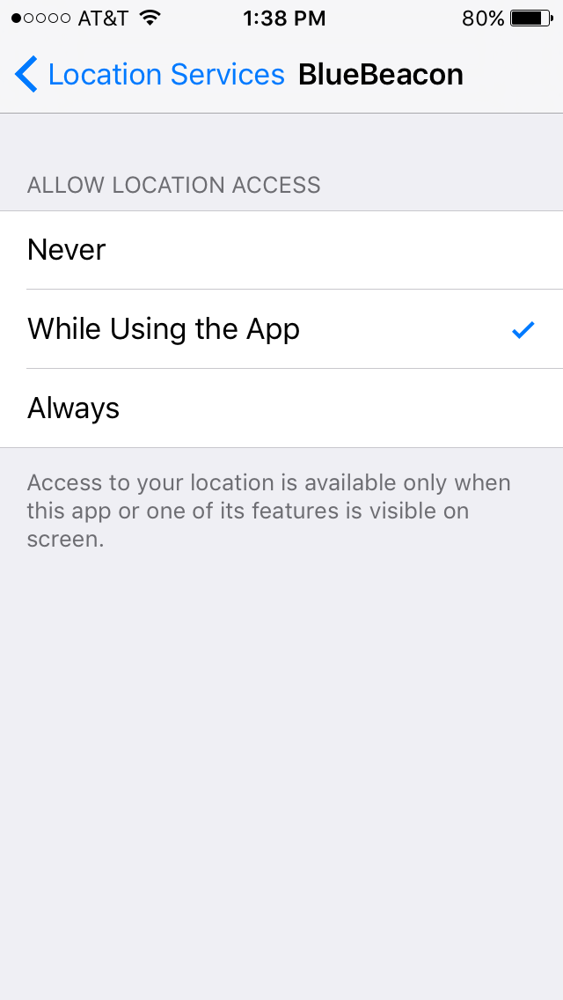 AT&T 1:38 PM 80%
Location Services BlueBeacon
ALLOW LOCATION ACCESS
Never
While Using the App
Always
Access to your location is available only when
this app or one of its features is visible on
screen.